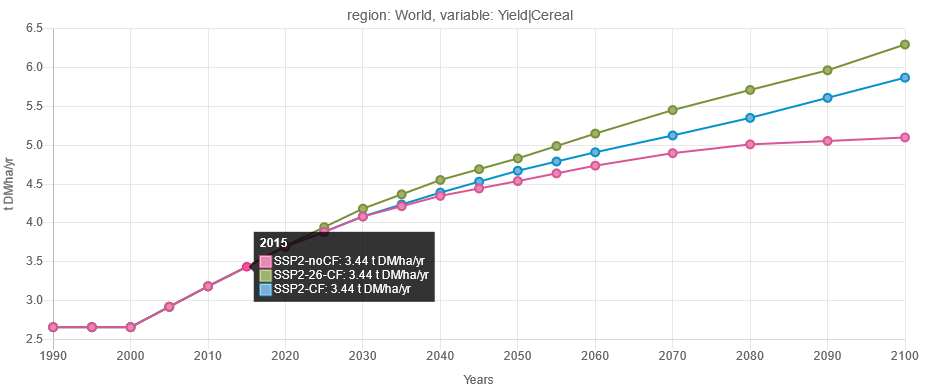 region: World, variable: Yield|Cereal
t DM/ha/yr
6.5
6.0
5.5
5.0
4.5
4.0
3.5
3.0
2.5
2015
SSP2-noCF: 3.44 t DM/ha/yr
SSP2-26-CF: 3.44 t DM/ha/yr
SSP2-CF: 3.44 t DM/ha/yr
1990 2000 2010 2020 2030 2040 2050 2060 2070 2080 2090 2100
Years